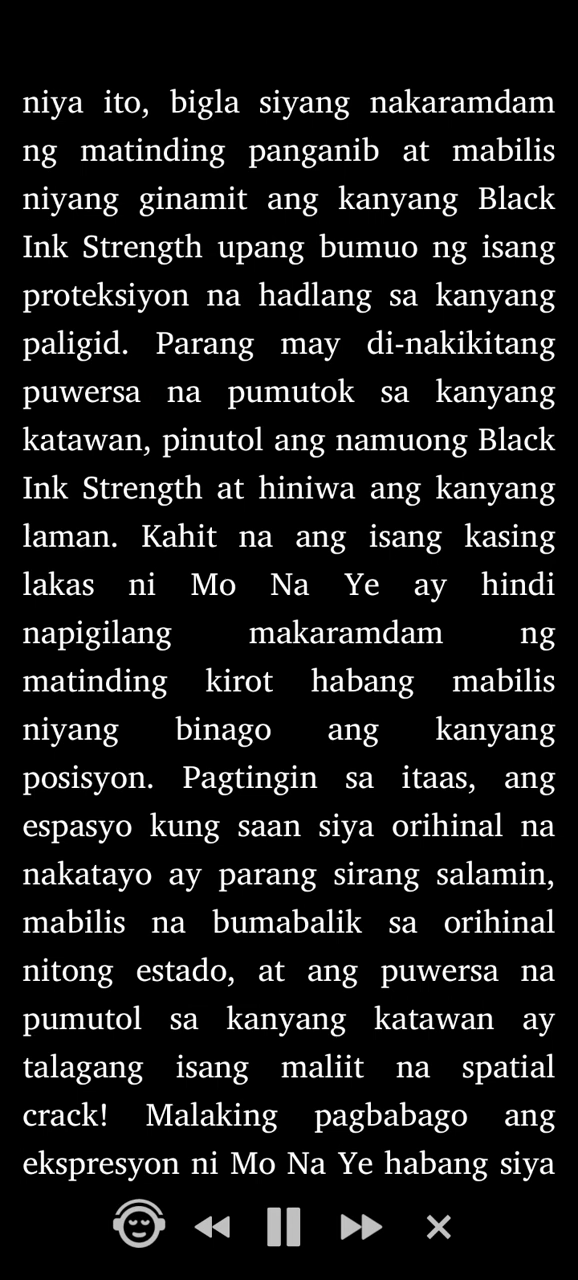 niya ito, bigla siyang nakaramdam
ng matinding panganib at mabilis
niyang ginamit ang kanyang Black
Ink Strength upang bumuo ng isang
proteksiyon na hadlang sa kanyang
paligid. Parang may di-nakikitang
puwersa na pumutok sa kanyang
katawan, pinutol ang namuong Black
Ink Strength at hiniwa ang kanyang
laman. Kahit na ang isang kasing
lakas ni Mo Na Ye ay hindi
napigilang makaramdam ng
matinding kirot habang mabilis
niyang binago ang kanyang
posisyon. Pagtingin sa itaas, ang
espasyo kung saan siya orihinal na
nakatayo ay parang sirang salamin,
mabilis na bumabalik sa orihinal
nitong estado, at ang puwersa na
pumutol sa kanyang katawan ay
talagang isang maliit na spatial
crack! Malaking pagbabago ang
ekspresyon ni Mo Na Ye habang siya